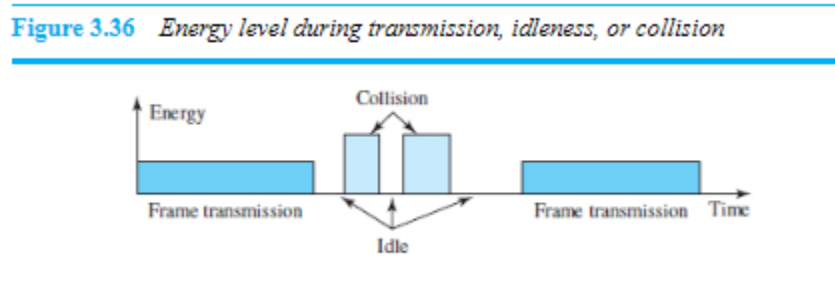 Figure 3.36 Energy level during transmission, idleness, or collision
Collision
Energy
Frame transmission
Frame transmission Time
Idle